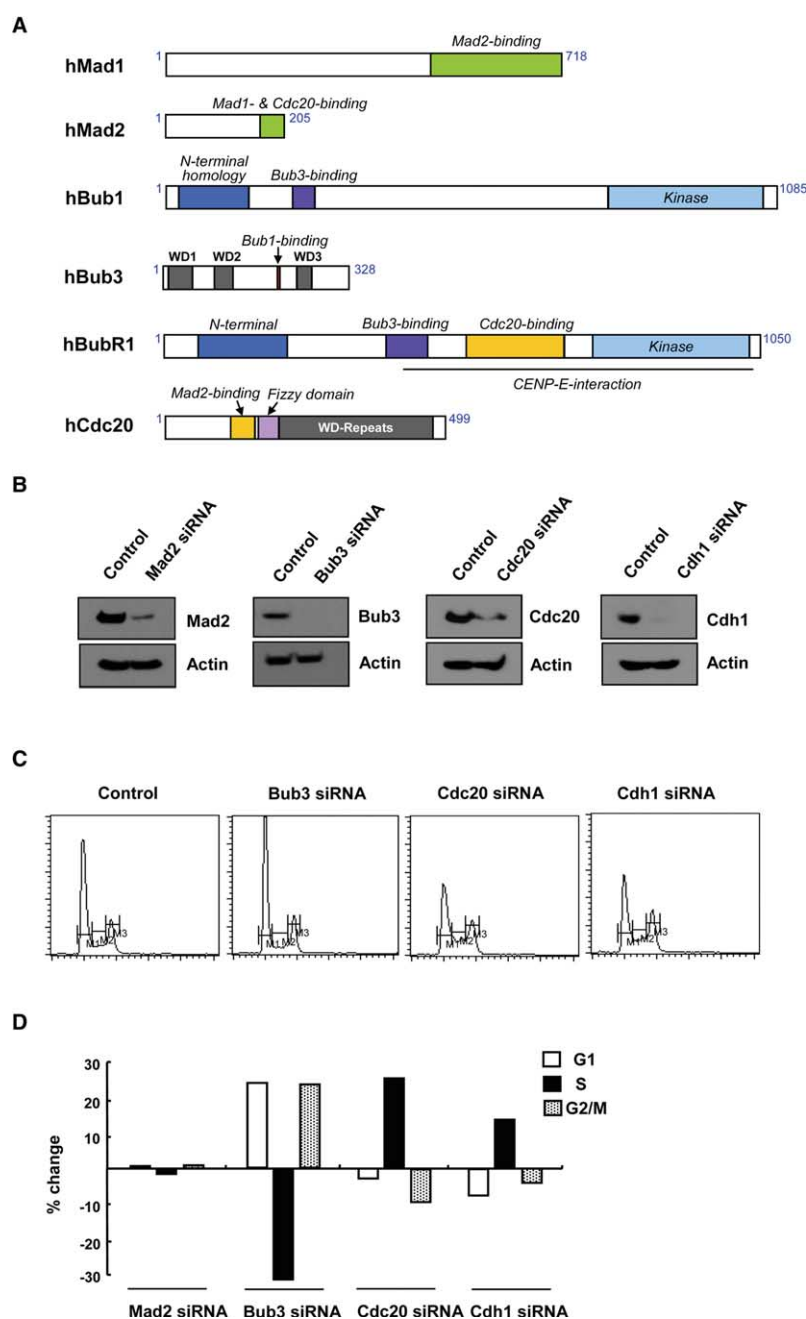 A
hMad1
1
Mad2-binding
718
hMad2
1
Mad1- & Cdc20-binding
205
hBub1
1
N-terminal
homology
Bub3-binding
Kinase
1085
hBub3
1
WD1
WD2
Bub1-binding
WD3
328
hBubR1
1
N-terminal
Bub3-binding
Cdc20-binding
Kinase
1050
CENP-E-interaction
hCdc20
1
Mad2-binding
Fizzy domain
WD-Repeats
499
B
Control
Mad2 siRNA
Mad2
Actin
Control
Bub3 siRNA
Bub3
Actin
Control
Cdc20 siRNA
Cdc20
Actin
Control
Cdh1 siRNA
Cdh1
Actin
C
Control
M1
M2
M3
Bub3 siRNA
M1
M2
M3
Cdc20 siRNA
M1
M2
M3
Cdh1 siRNA
M1
M2
M3
D
% change
30
20
10
-10
-20
-30
G1
S
G2/M
Mad2 siRNA
Bub3 siRNA
Cdc20 siRNA
Cdh1 siRNA